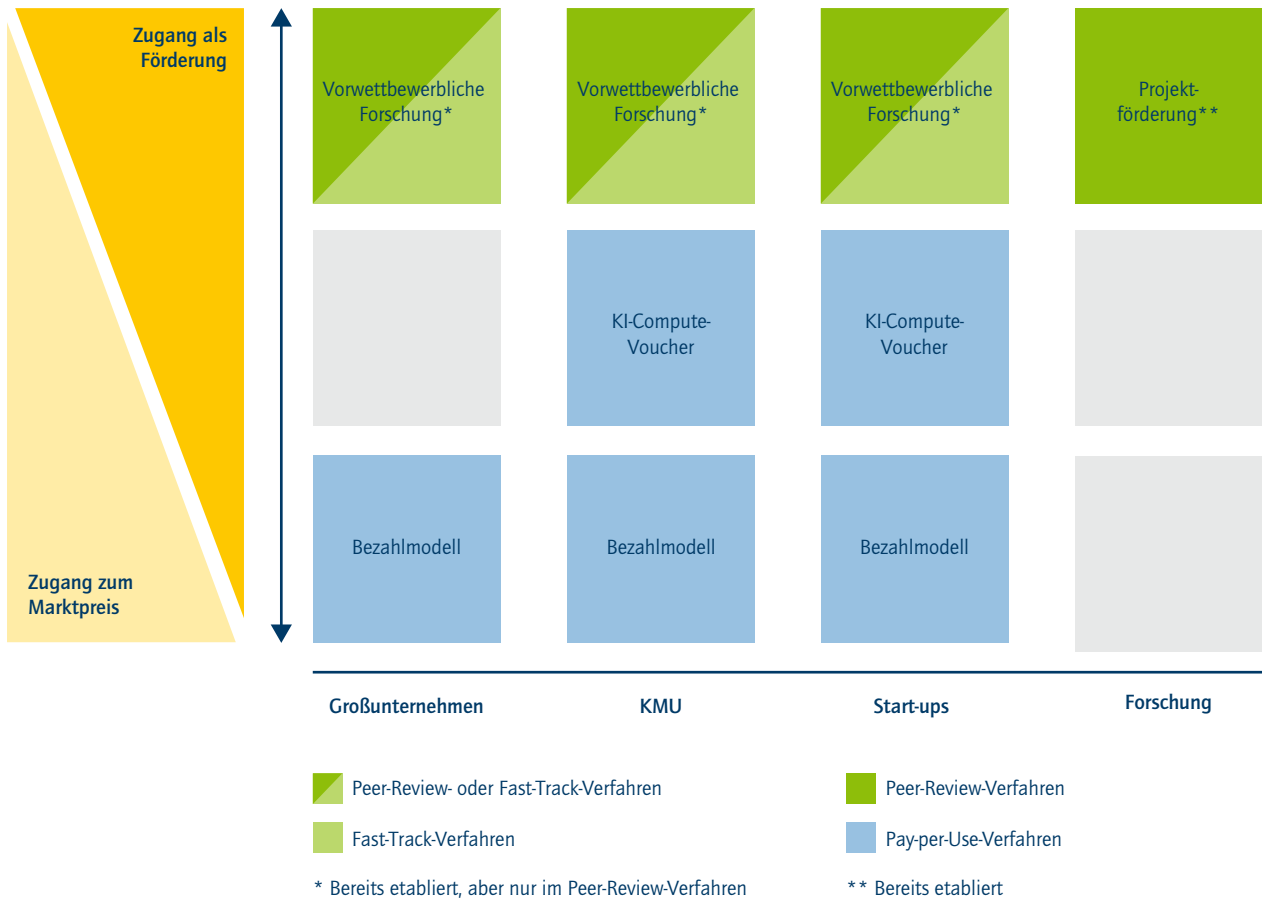 Zugang als
Förderung
Vorwettbewerbliche
Forschung*
Vorwettbewerbliche
Forschung*
Vorwettbewerbliche
Forschung*
Projekt-
förderung**
KI-Compute-
Voucher
KI-Compute-
Voucher
Bezahlmodell
Bezahlmodell
Bezahlmodell
Zugang zum
Marktpreis
Großunternehmen
KMU
Start-ups
Forschung
Peer-Review- oder Fast-Track-Verfahren
Peer-Review-Verfahren
Fast-Track-Verfahren
Pay-per-Use-Verfahren
* Bereits etabliert, aber nur im Peer-Review-Verfahren
** Bereits etabliert